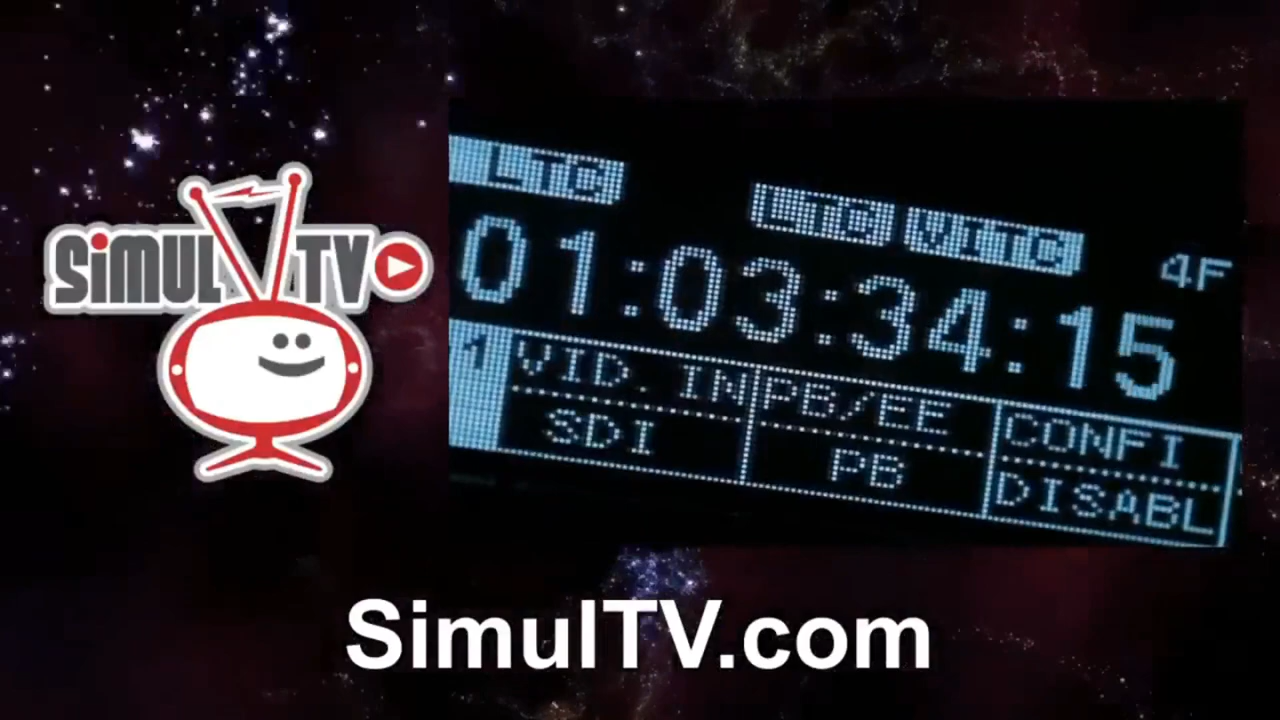 SiMUL TV
LTC
LTC VITC 4F
01:03:34:15
1 VID. IN PB/EE CONFI
SDI PB DISABL
SimulTV.com